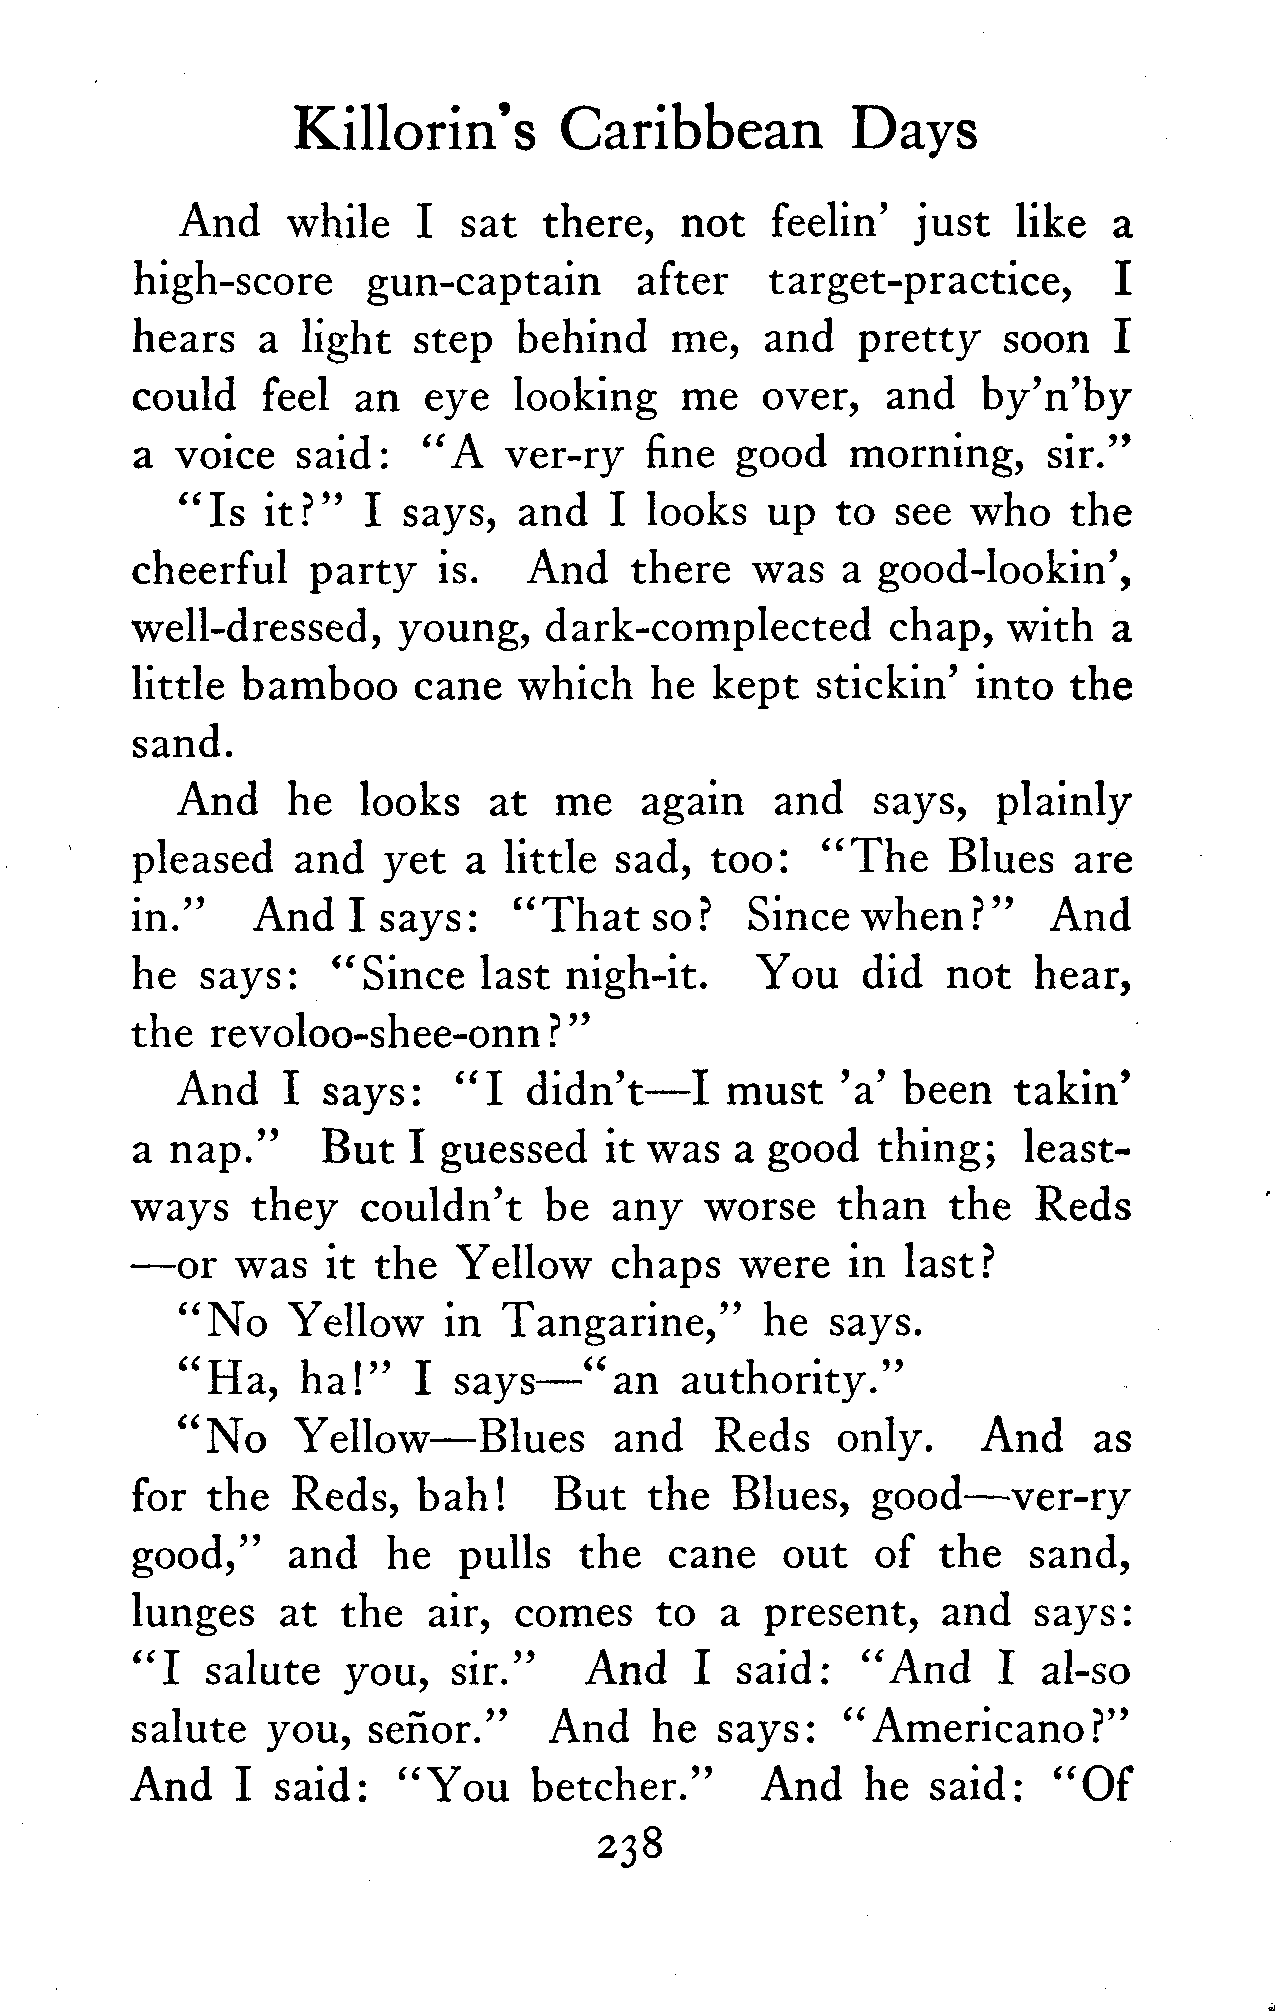 Killorin's Caribbean Days
And while I sat there, not feelin' just like a
high-score gun-captain after target-practice, I
hears a light step behind me, and pretty soon I
could feel an eye looking me over, and by'n'by
a voice said: "A ver-ry fine good morning, sir."
"Is it?" I says, and I looks up to see who the
cheerful party is. And there was a good-lookin',
well-dressed, young, dark-complected chap, with a
little bamboo cane which he kept stickin' into the
sand.
And he looks at me again and says, plainly
pleased and yet a little sad, too: "The Blues are
in." And I says: "That so? Since when?" And
he says: "Since last nigh-it. You did not hear,
the revoloo-shee-onn?"
And I says: "I didn't—I must 'a' been takin'
a nap." But I guessed it was a good thing; least-
ways they couldn't be any worse than the Reds
—or was it the Yellow chaps were in last?
"No Yellow in Tangarine," he says.
"Ha, ha!" I says—"an authority."
"No Yellow—Blues and Reds only. And as
for the Reds, bah! But the Blues, good—ver-ry
good," and he pulls the cane out of the sand,
lunges at the air, comes to a present, and says:
"I salute you, sir." And I said: "And I al-so
salute you, señor." And he says: "Americano?"
And I said: "You betcher." And he said: "Of
238